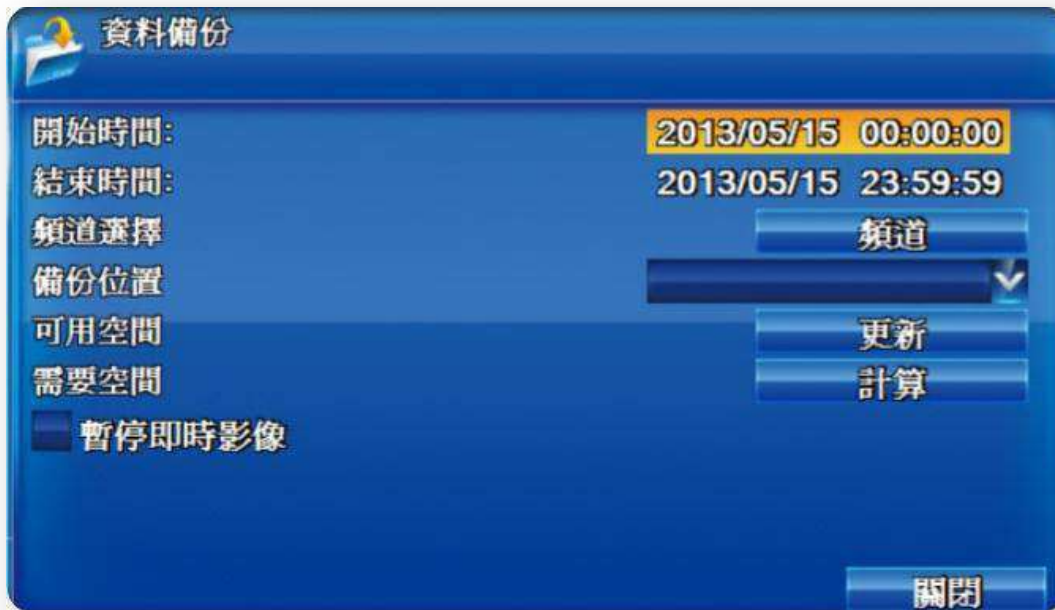 資料備份
開始時間: 2013/05/15 00:00:00
結束時間: 2013/05/15 23:59:59
頻道選擇 頻道
備份位置
可用空間 更新
需要空間 計算
暫停即時影像
關閉